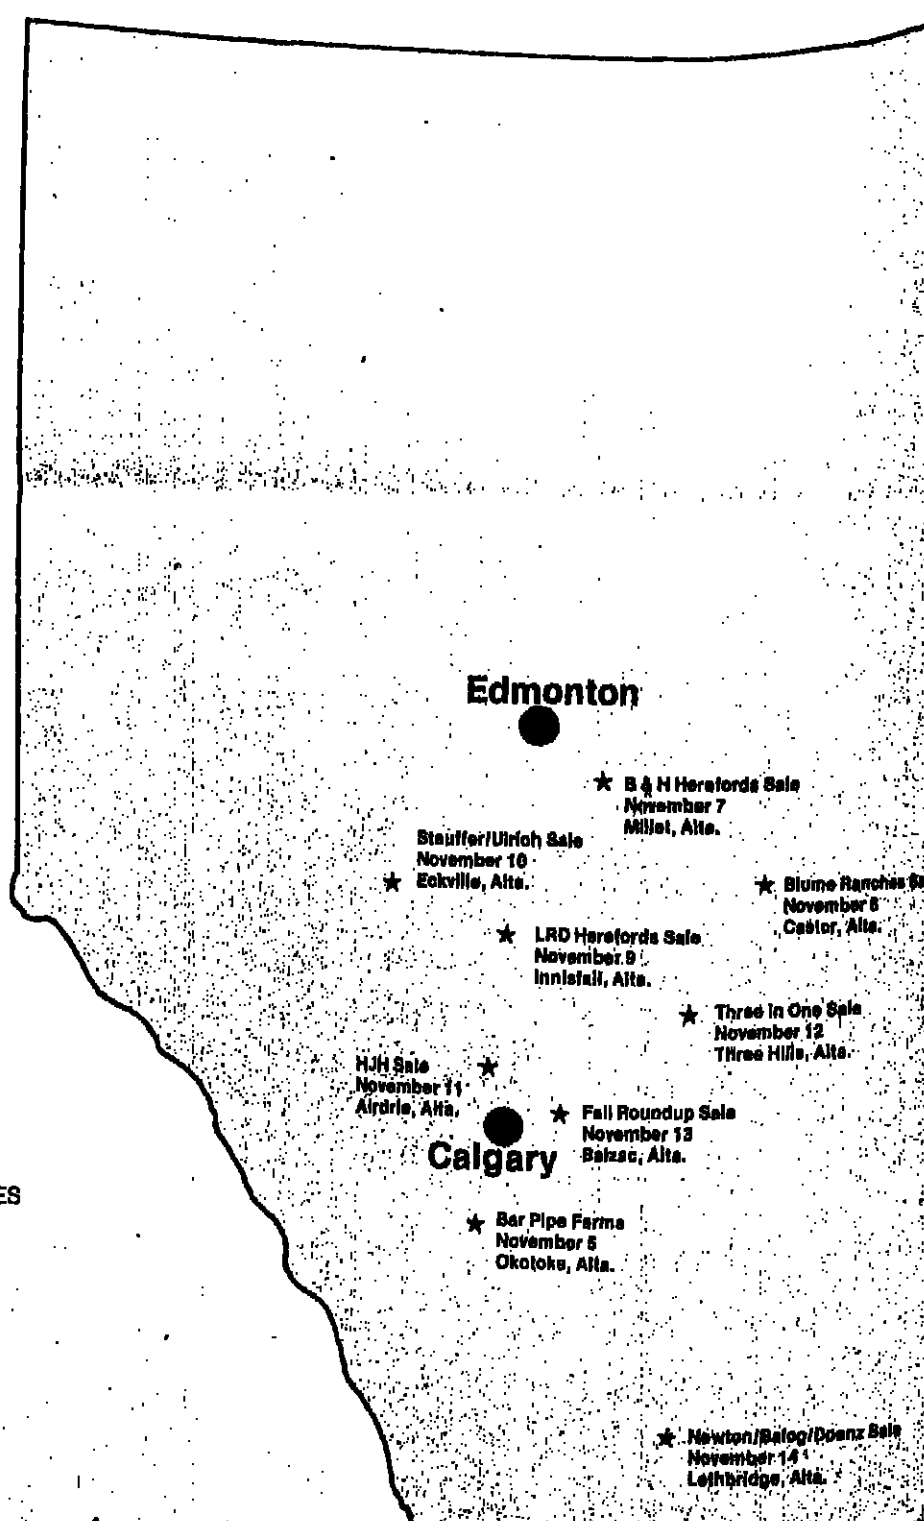 Edmonton
B & H Herefords Sale
November 7
Millet, Alta.
Stauffer/Ulrich Sale
November 10
Eckville, Alta.
Blume Ranches
November
Castor, Alta.
LRD Herefords Sale
November 9
Innisfail, Alta.
Three In One Sale
November 12
Three Hills, Alta.
HJH Sale
November 11
Airdrie, Alta.
Fall Roundup Sale
November 13
Balzac, Alta.
Calgary
ES
Bar Pipe Farms
November 5
Okotoks, Alta.
Newton/Balog/Doenz Sale
November 14
Lethbridge, Alta.